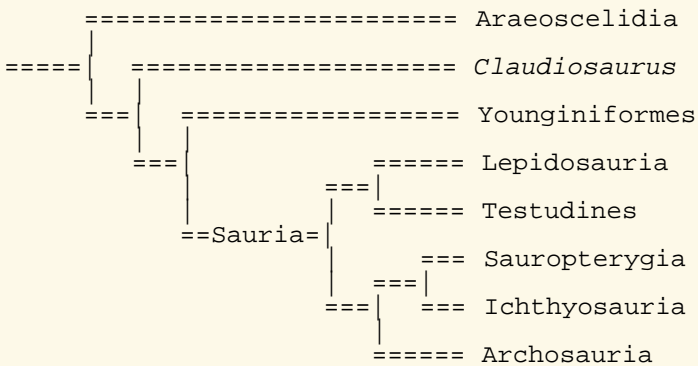 ======================== Araeoscelidia
=====| 
| ===================== Claudiosaurus
===|
| ================== Younginiformes
===|
| ====== Lepidosauria
| ===|
| | ====== Testudines
==Sauria=|
| === Sauropterygia
| ===|
===| === Ichthyosauria
|
====== Archosauria